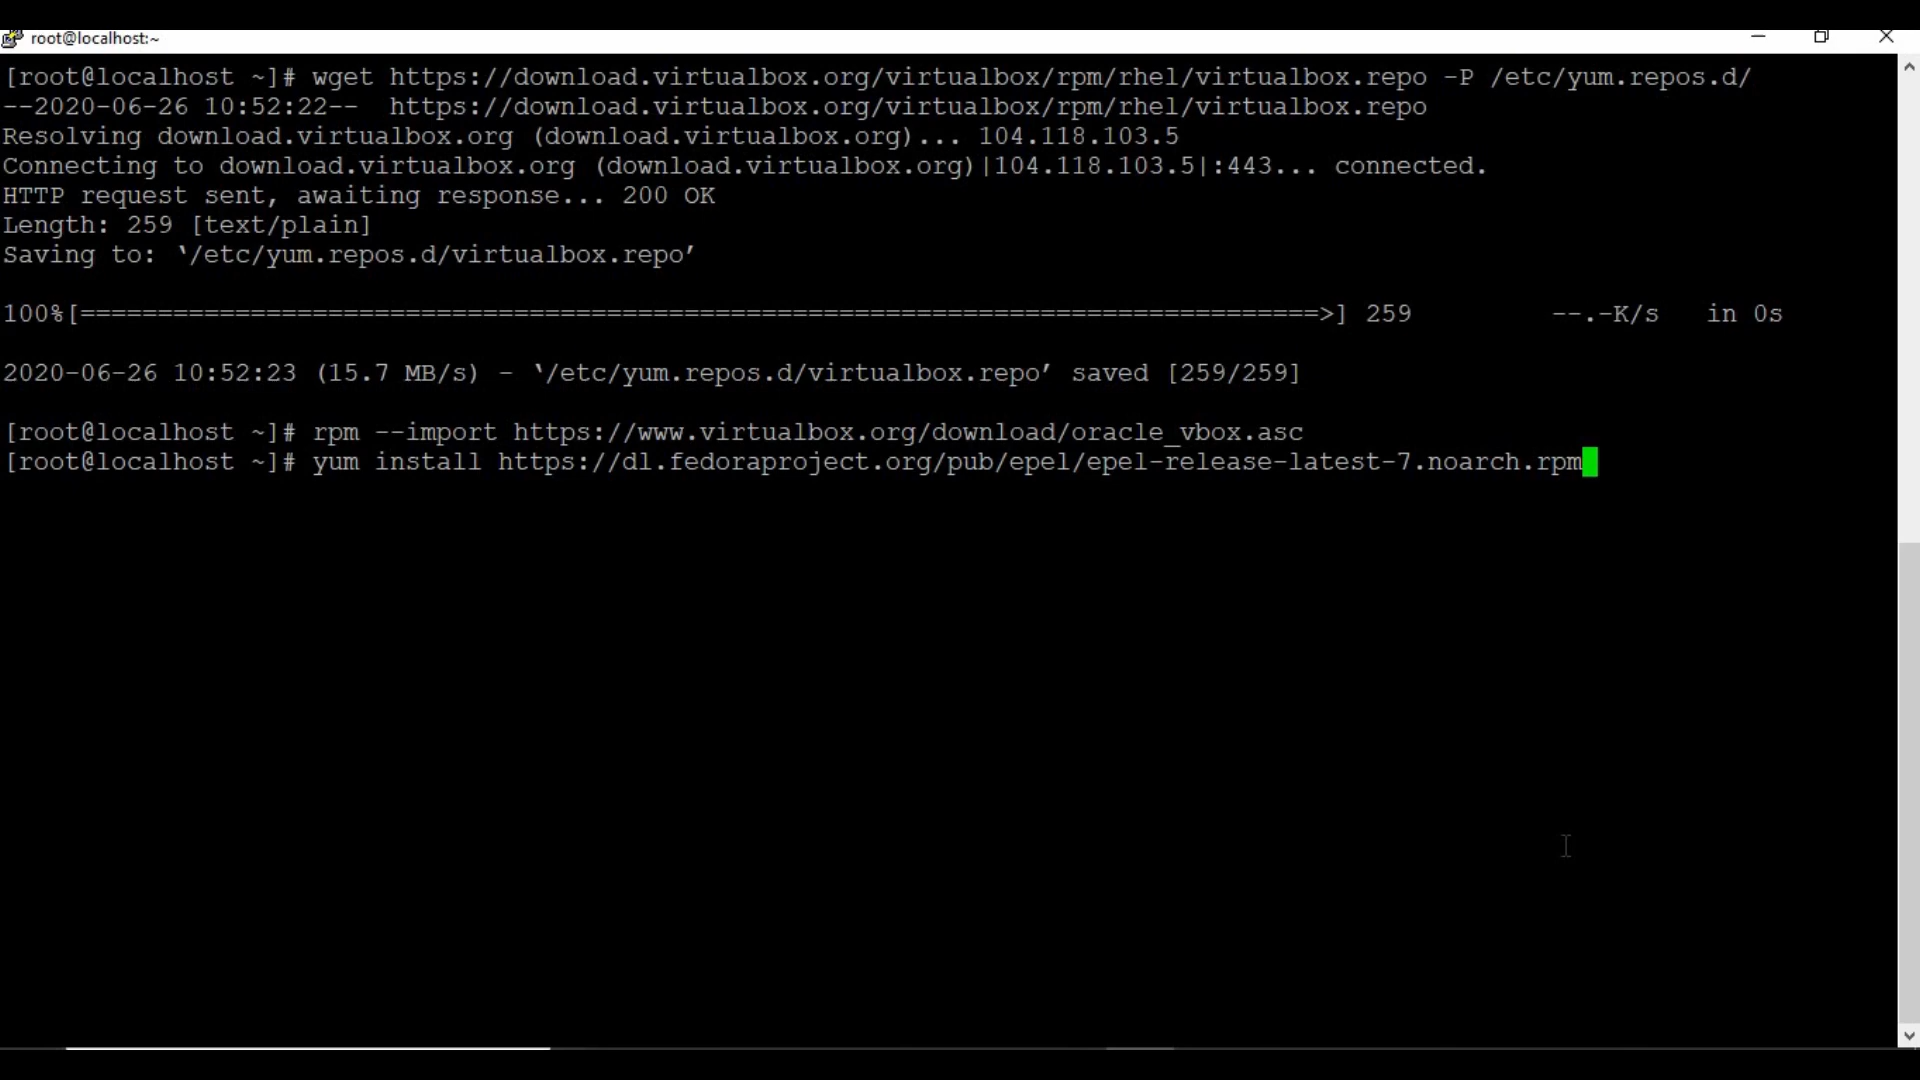 root@localhost:~
[root@localhost ~]# wget https://download.virtualbox.org/virtualbox/rpm/rhel/virtualbox.repo -P /etc/yum.repos.d/
--2020-06-26 10:52:22--  https://download.virtualbox.org/virtualbox/rpm/rhel/virtualbox.repo
Resolving download.virtualbox.org (download.virtualbox.org)... 104.118.103.5
Connecting to download.virtualbox.org (download.virtualbox.org)|104.118.103.5|:443... connected.
HTTP request sent, awaiting response... 200 OK
Length: 259 [text/plain]
Saving to: ‘/etc/yum.repos.d/virtualbox.repo’
100%[================================================================================>] 259         --.-K/s   in 0s
2020-06-26 10:52:23 (15.7 MB/s) - ‘/etc/yum.repos.d/virtualbox.repo’ saved [259/259]
[root@localhost ~]# rpm --import https://www.virtualbox.org/download/oracle_vbox.asc
[root@localhost ~]# yum install https://dl.fedoraproject.org/pub/epel/epel-release-latest-7.noarch.rpm